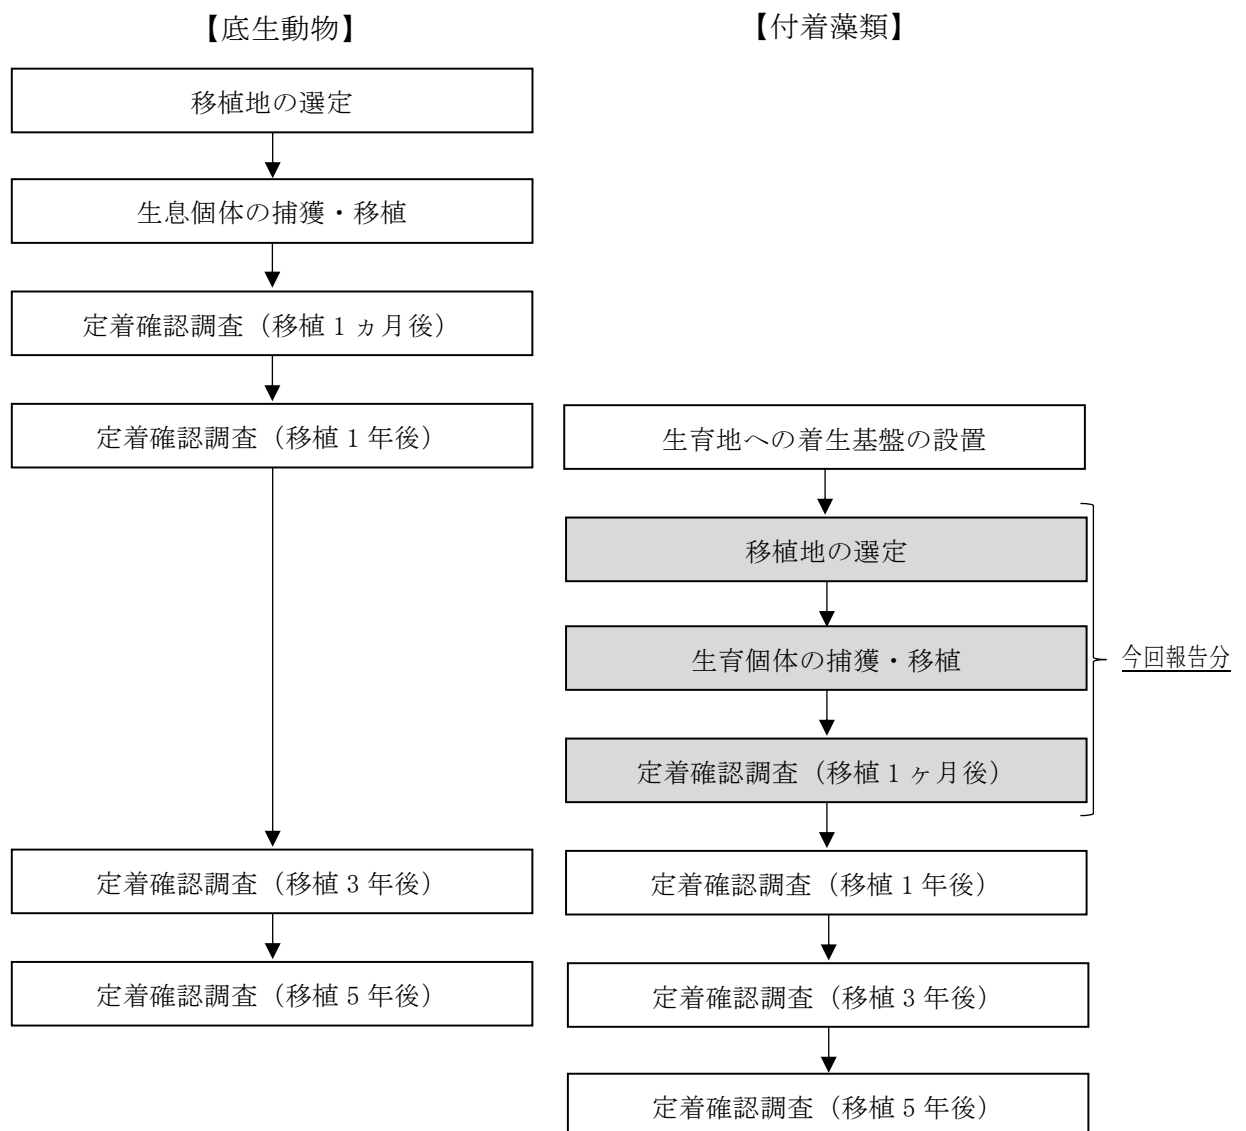 【底生動物】
移植地の選定
生息個体の捕獲・移植
定着確認調査（移植１ヵ月後）
定着確認調査（移植１年後）
定着確認調査（移植３年後）
定着確認調査（移植５年後）
【付着藻類】
生育地への着生基盤の設置
移植地の選定
生育個体の捕獲・移植
定着確認調査（移植１ヶ月後）
今回報告分
定着確認調査（移植１年後）
定着確認調査（移植３年後）
定着確認調査（移植５年後）